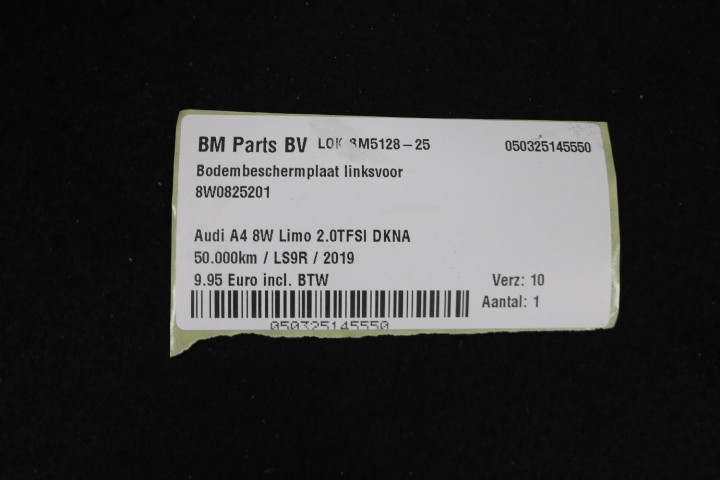 BM Parts BV LOK BM5128-25 050325145550
Bodembeschermplaat linksvoor
8W0825201
Audi A4 8W Limo 2.0TFSI DKNA
50.000km / LS9R / 2019
9.95 Euro incl. BTW Verz: 10
Aantal: 1
050325145550